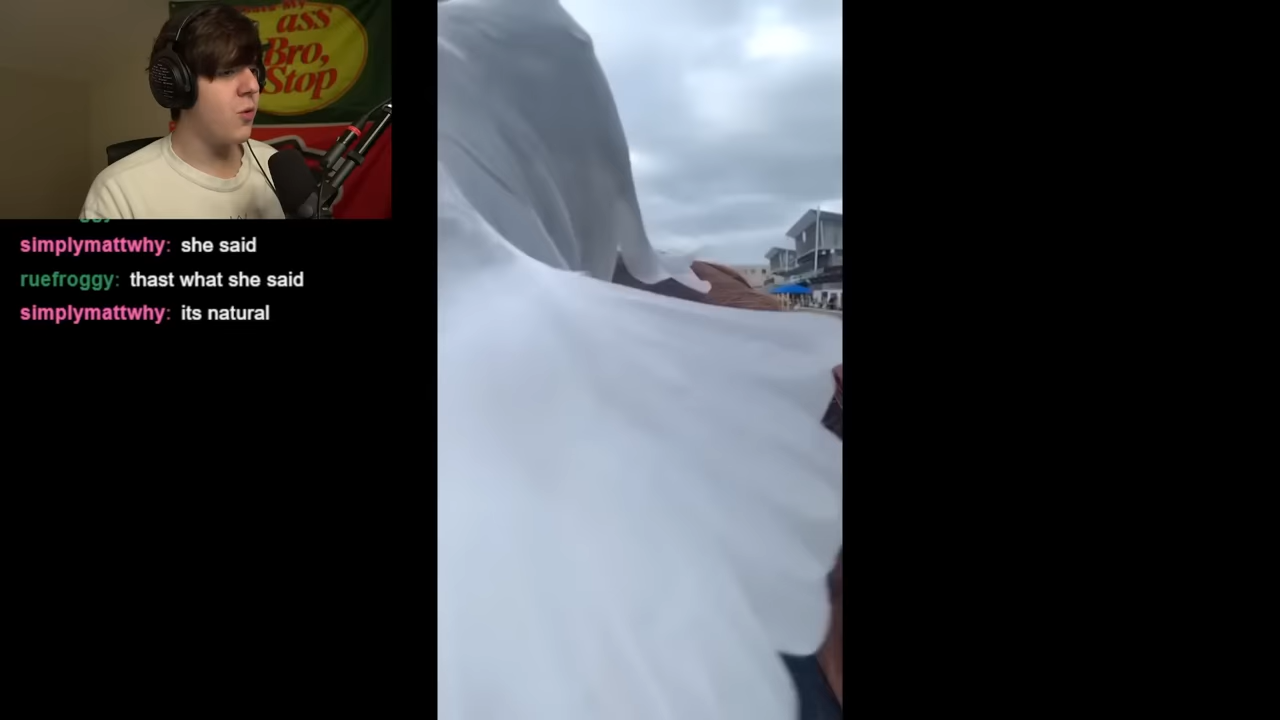 ass
Bro,
Stop
simplymattwhy: she said
ruefroggy: thast what she said
simplymattwhy: its natural